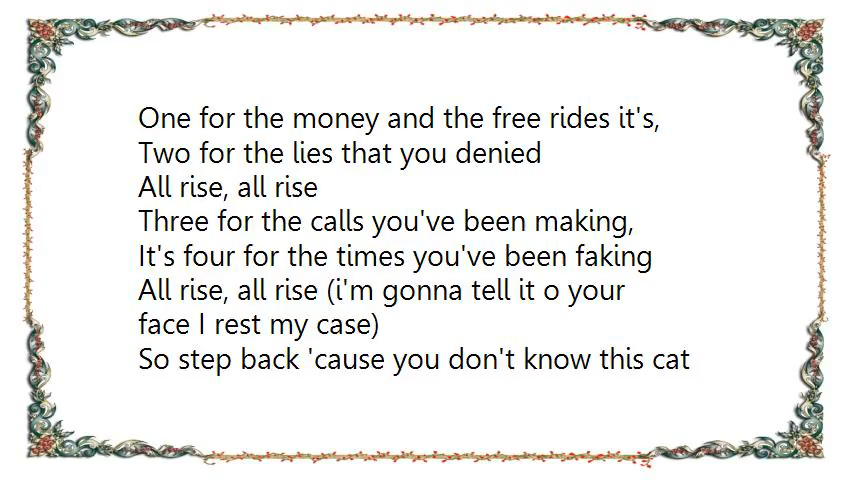 One for the money and the free rides it's,
Two for the lies that you denied
All rise, all rise
Three for the calls you've been making,
It's four for the times you've been faking
All rise, all rise (i'm gonna tell it o your
face I rest my case)
So step back 'cause you don't know this cat